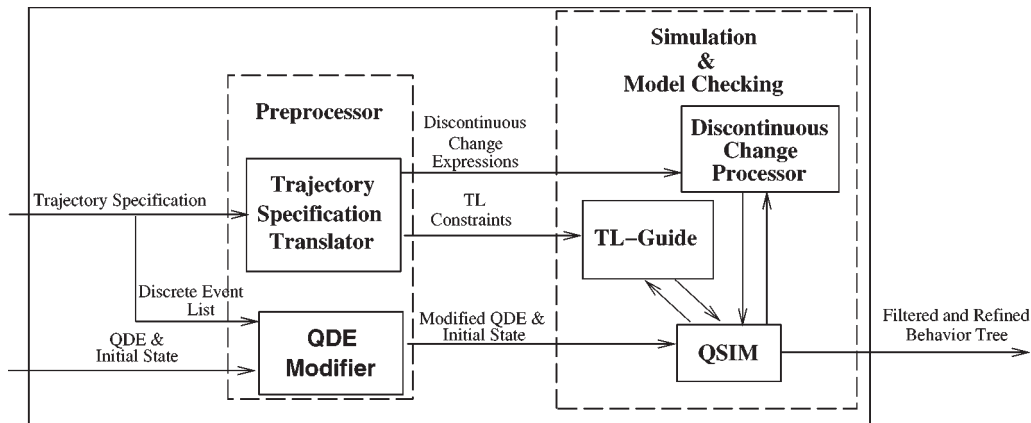 Simulation
&
Model Checking
Preprocessor
Discontinuous
Change
Expressions
Discontinuous
Change
Processor
Trajectory Specification
Trajectory
Specification
Translator
TL
Constraints
TL-Guide
Discrete Event
List
QDE &
Initial State
QDE
Modifier
Modified QDE &
Initial State
QSIM
Filtered and Refined
Behavior Tree